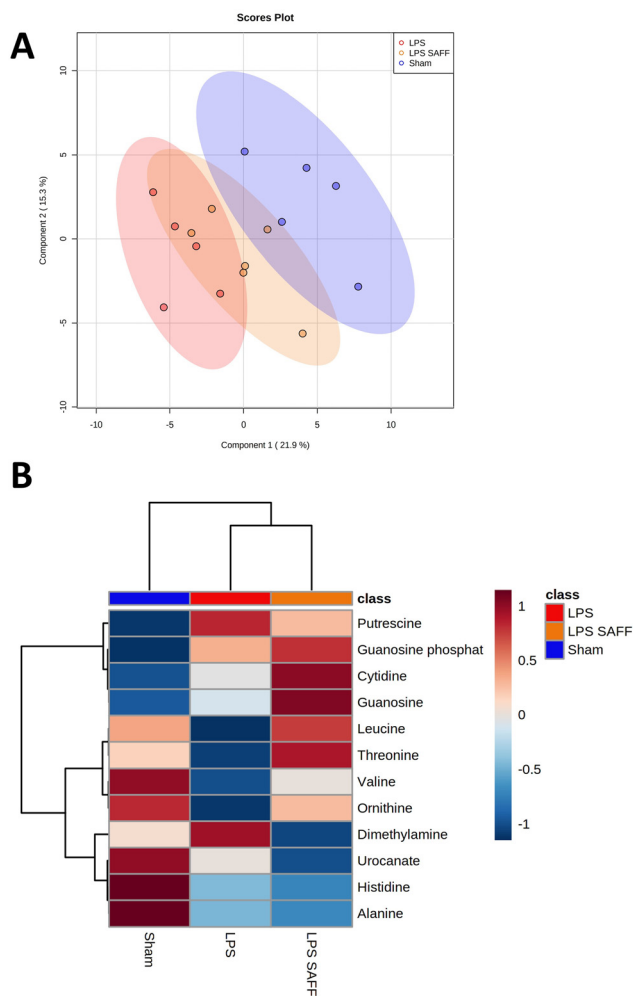 A
Scores Plot
LPS
LPS SAFF
Sham
10
5
0
-5
-10
Component 2 ( 15.3 %)
-10 -5 0 5 10
Component 1 ( 21.9 %)
B
class
Putrescine
Guanosine phosphat
Cytidine
Guanosine
Leucine
Threonine
Valine
Ornithine
Dimethylamine
Urocanate
Histidine
Alanine
Sham
LPS
LPS SAFF
1
0.5
0
-0.5
-1
class
LPS
LPS SAFF
Sham